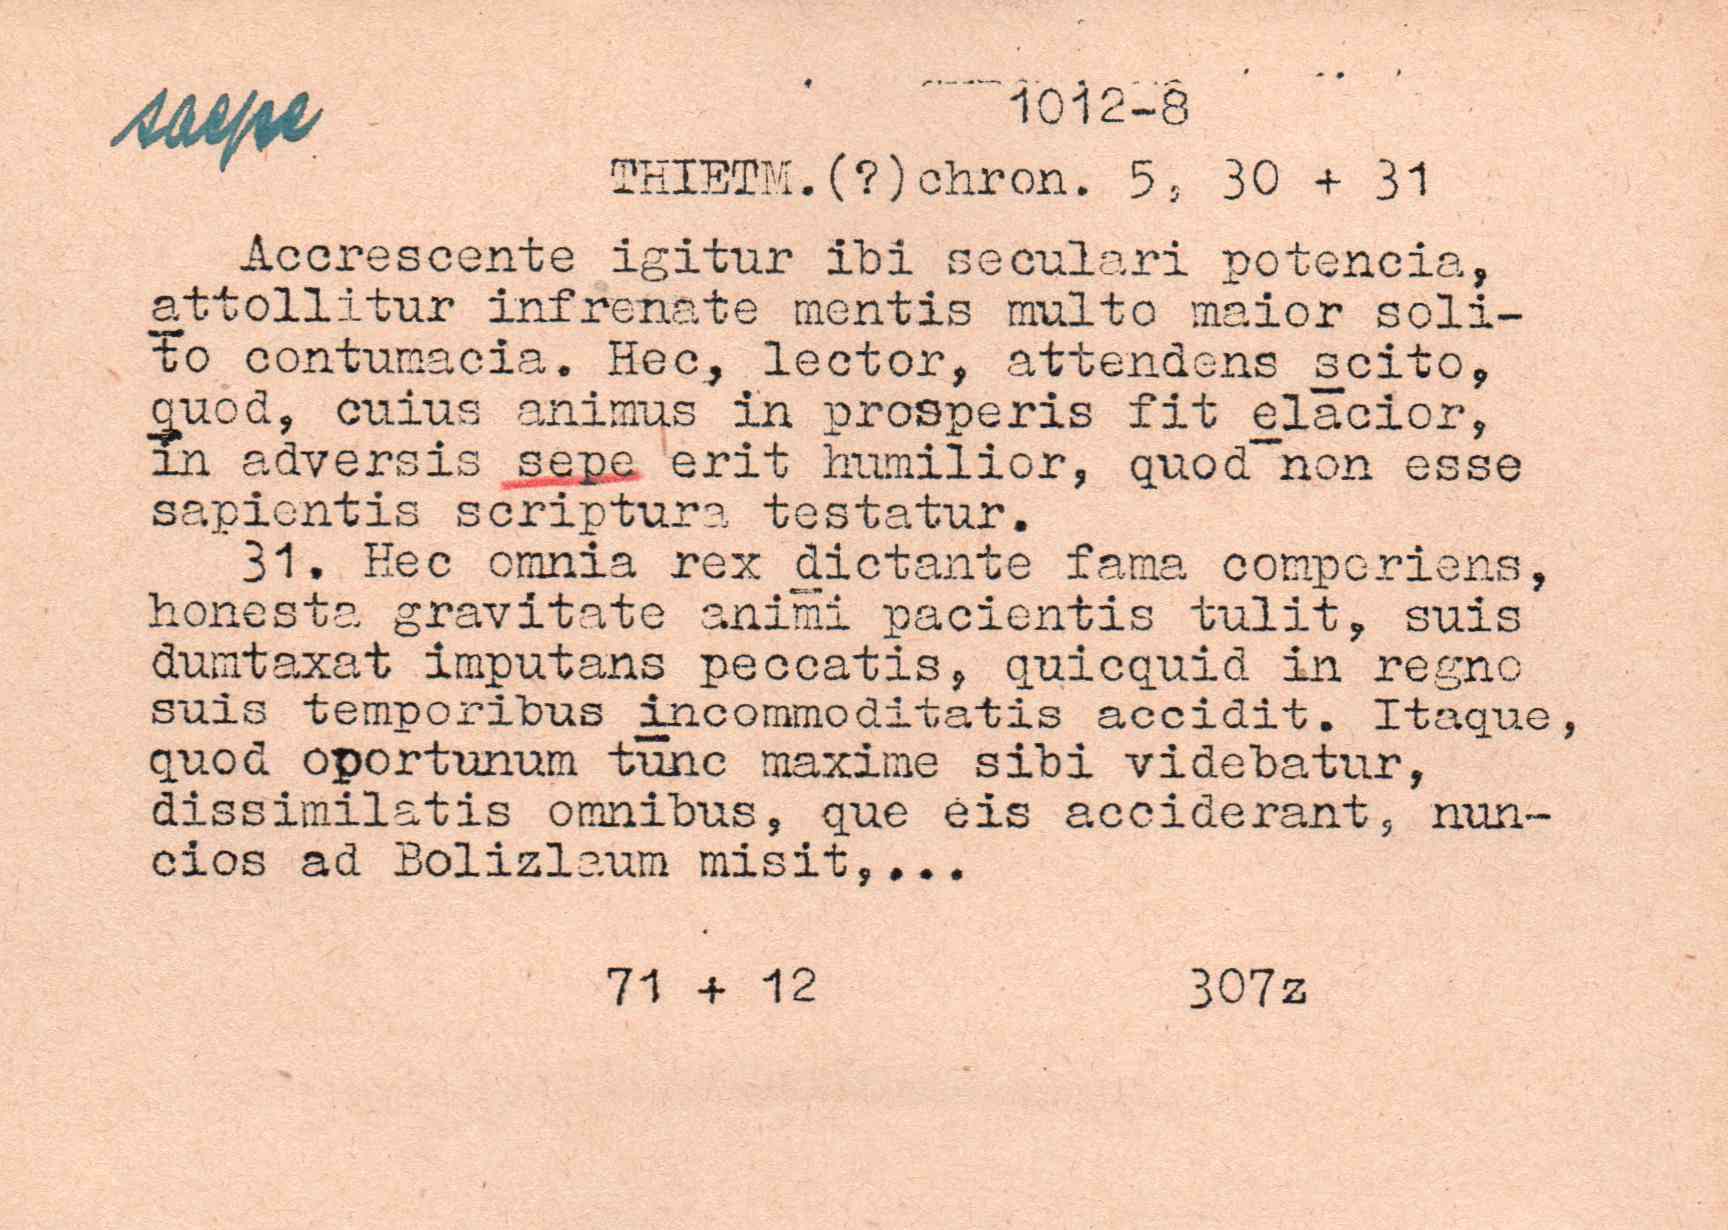 saepe
1012-8
THIETM.(?)chron. 5, 30 + 31
Accrescente igitur ibi seculari potencia,
attollitur infrenate mentis multo maior soli-
to contumacia. Hec, lector, attendens scito,
quod, cuius animus in prosperis fit elacior,
in adversis sepe erit humilior, quod non esse
sapientis scriptura testatur.
31. Hec omnia rex dictante fama comperiens,
honesta gravitate animi pacientis tulit, suis
dumtaxat imputans peccatis, quicquid in regno
suis temporibus incommoditatis accidit. Itaque,
quod oportunum tunc maxime sibi videbatur,
dissimilatis omnibus, que eis acciderant, nun-
cios ad Bolizlaum misit,...
71 + 12 307z